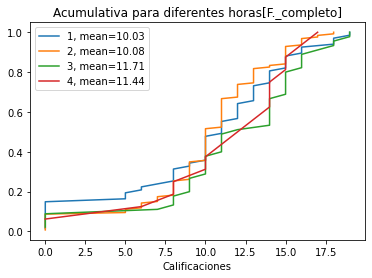 Acumulativa para diferentes horas[F._completo]
1, mean=10.03
2, mean=10.08
3, mean=11.71
4, mean=11.44
1.0
0.8
0.6
0.4
0.2
0.0
0.0 2.5 5.0 7.5 10.0 12.5 15.0 17.5
Calificaciones